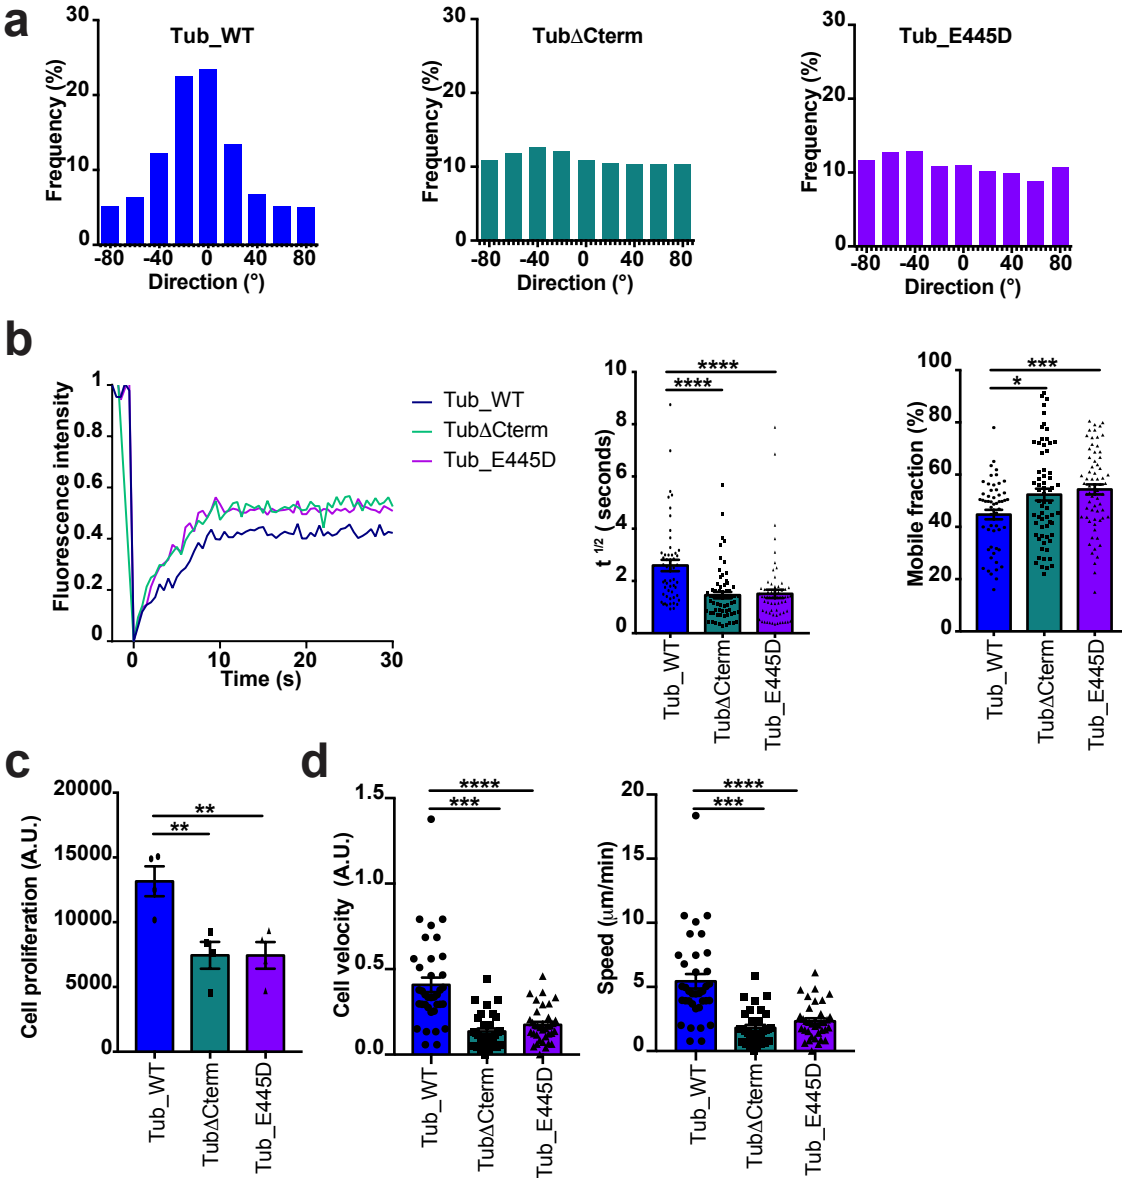 a
Tub_WT
Frequency (%)
30
20
10
0
-80
-40
0
40
80
Direction (°)
TubΔCterm
Frequency (%)
30
20
10
0
-80
-40
0
40
80
Direction (°)
Tub_E445D
Frequency (%)
30
20
10
0
-80
-40
0
40
80
Direction (°)
b
Fluorescence intensity
1
0.8
0.6
0.4
0.2
0
0
10
20
30
Time (s)
Tub_WT
TubΔCterm
Tub_E445D
t 1/2 ( seconds)
10
8
6
4
2
0
****
****
Tub_WT
TubΔCterm
Tub_E445D
Mobile fraction (%)
100
80
60
40
20
0
***
*
Tub_WT
TubΔCterm
Tub_E445D
c
Cell proliferation (A.U.)
20000
15000
10000
5000
0
**
**
Tub_WT
TubΔCterm
Tub_E445D
d
Cell velocity (A.U.)
1.5
1.0
0.5
0.0
****
***
Tub_WT
TubΔCterm
Tub_E445D
Speed (μm/min)
20
15
10
5
0
****
***
Tub_WT
TubΔCterm
Tub_E445D